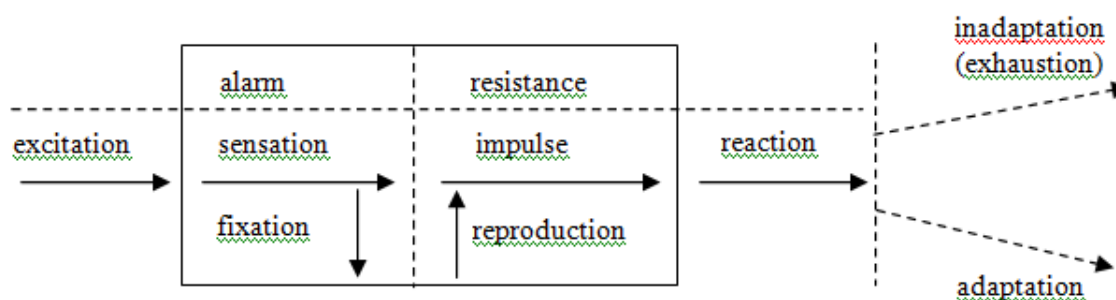 inadaptation
(exhaustion)
alarm
resistance
excitation
sensation
impulse
reaction
fixation
reproduction
adaptation